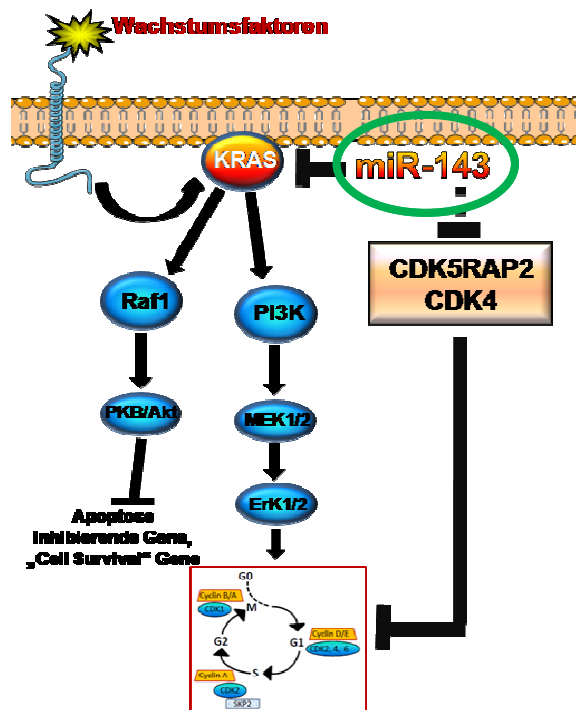 Wachstumsfaktoren
KRAS
miR-143
CDK5RAP2
CDK4
Raf1
PI3K
PKB/Akt
MEK1/2
ErK1/2
Apoptose
Inhibierende Gene,
„Cell Survival“ Gene
G0
Cyclin B/A
CDK1
M
G2
G1
Cyclin D/E
CDK2, 4, 6
S
Cyclin A
CDK2
SKP2